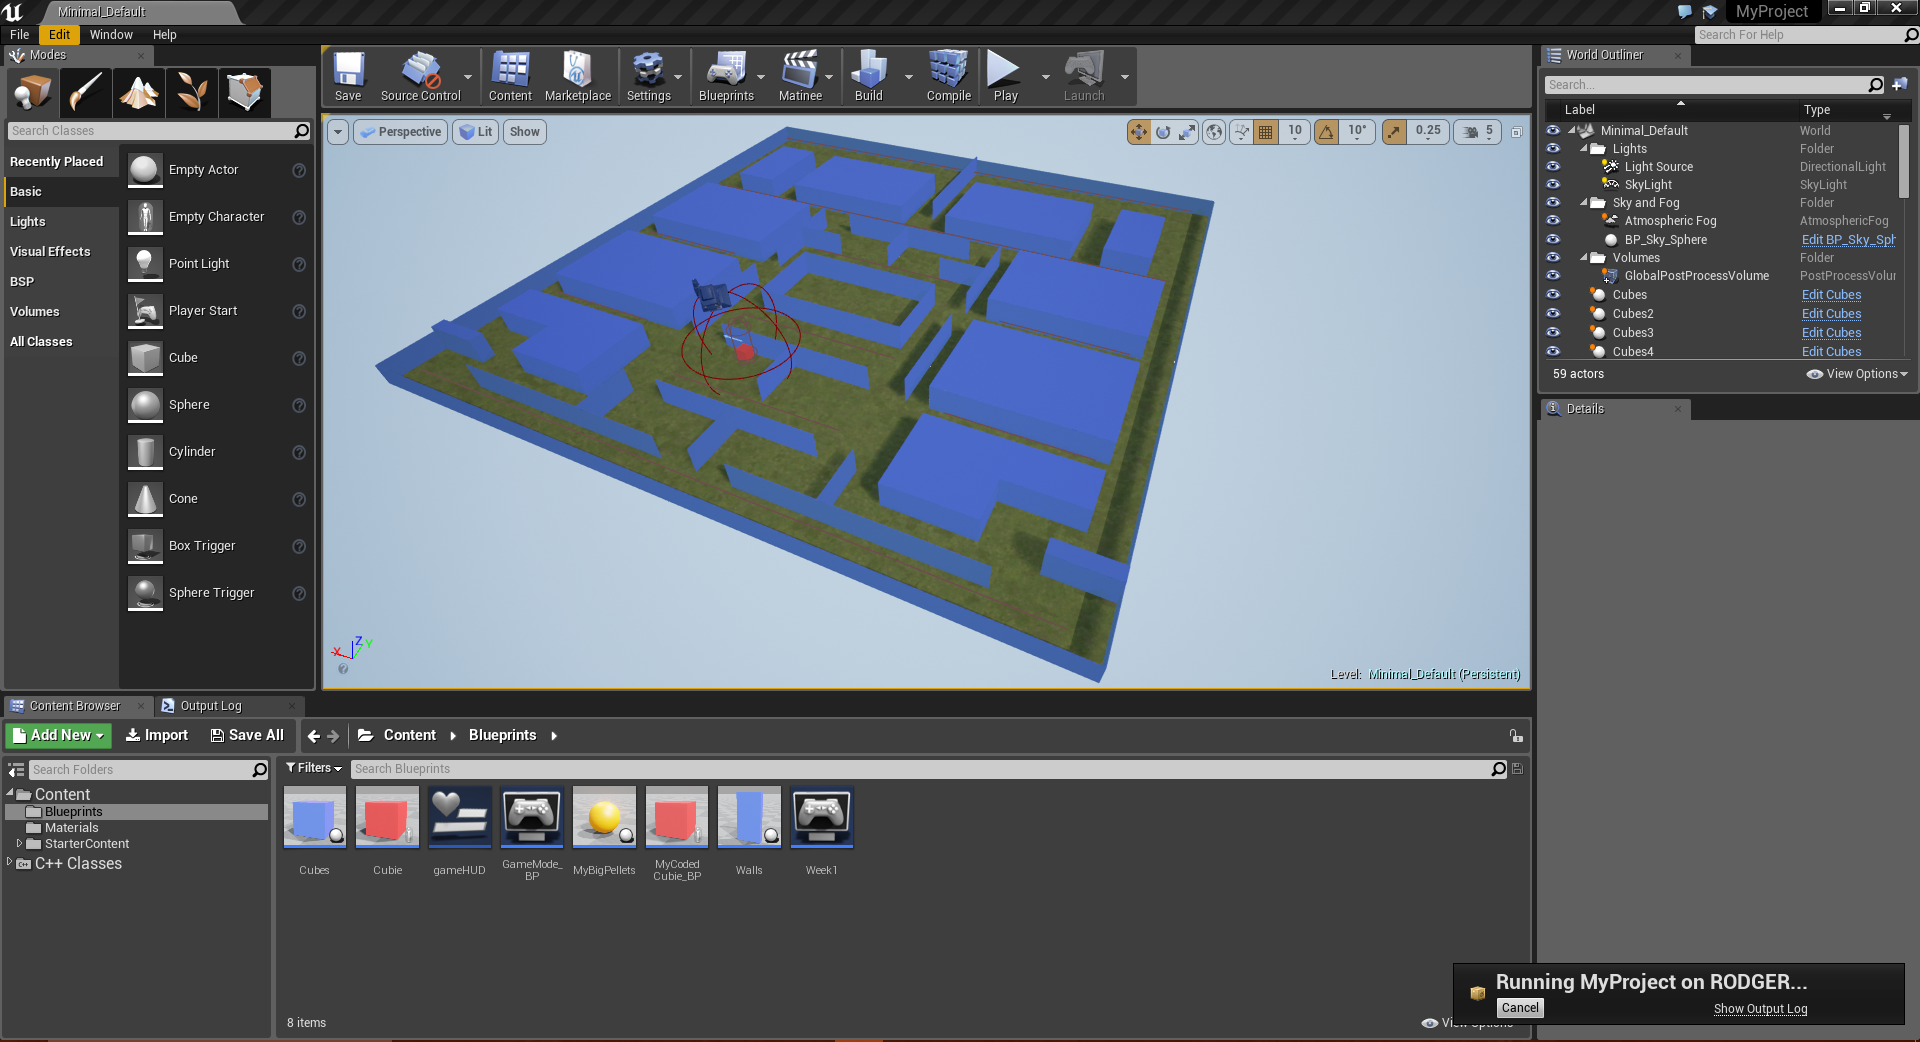 Minimal_Default
MyProject
File Edit Window Help
Search For Help
Modes
Save
Source Control
Content
Marketplace
Settings
Blueprints
Matinee
Build
Compile
Play
Launch
World Outliner
Search...
Search Classes
Recently Placed
Basic
Lights
Visual Effects
BSP
Volumes
All Classes
Empty Actor
Empty Character
Point Light
Player Start
Cube
Sphere
Cylinder
Cone
Box Trigger
Sphere Trigger
Perspective Lit Show
10 10° 0.25 5
X Z Y
Level: Minimal_Default (Persistent)
Label Type
Minimal_Default World
Lights Folder
Light Source DirectionalLight
SkyLight SkyLight
Sky and Fog Folder
Atmospheric Fog AtmosphericFog
BP_Sky_Sphere Edit BP_Sky_Sph
Volumes Folder
GlobalPostProcessVolume PostProcessVolur
Cubes Edit Cubes
Cubes2 Edit Cubes
Cubes3 Edit Cubes
Cubes4 Edit Cubes
59 actors View Options
Details
Content Browser Output Log
Add New Import Save All Content Blueprints
Search Folders
Content
Blueprints
Materials
StarterContent
C++ Classes
Filters Search Blueprints
Cubes
Cubie
gameHUD
GameMode_
BP
MyBigPellets
MyCoded
Cubie_BP
Walls
Week1
8 items
View Options
Running MyProject on RODGER...
Cancel Show Output Log